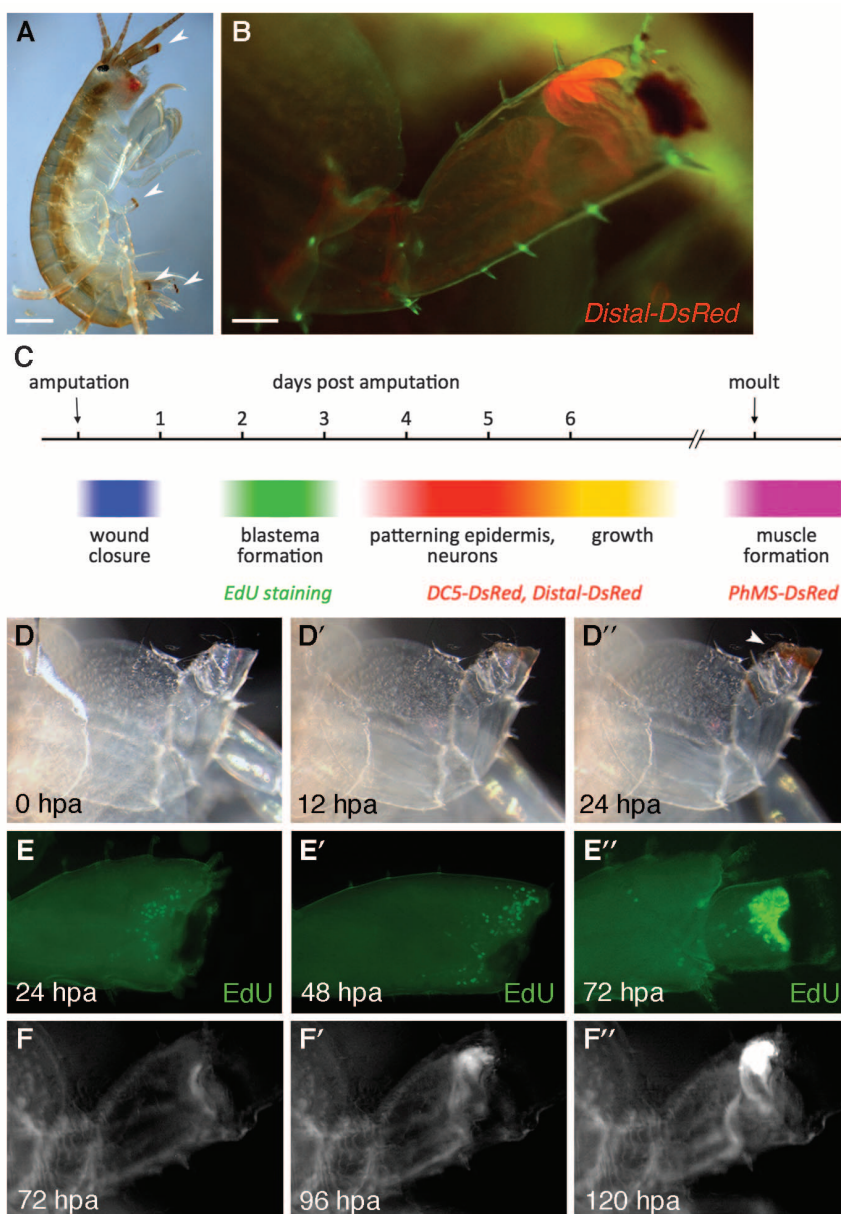 A
B
Distal-DsRed
C
amputation days post amputation moult
1 2 3 4 5 6
wound closure
blastema formation
patterning epidermis, neurons
growth
muscle formation
EdU staining
DC5-DsRed, Distal-DsRed
PhMS-DsRed
D
0 hpa
D′
12 hpa
D″
24 hpa
E
24 hpa EdU
E′
48 hpa EdU
E″
72 hpa EdU
F
72 hpa
F′
96 hpa
F″
120 hpa